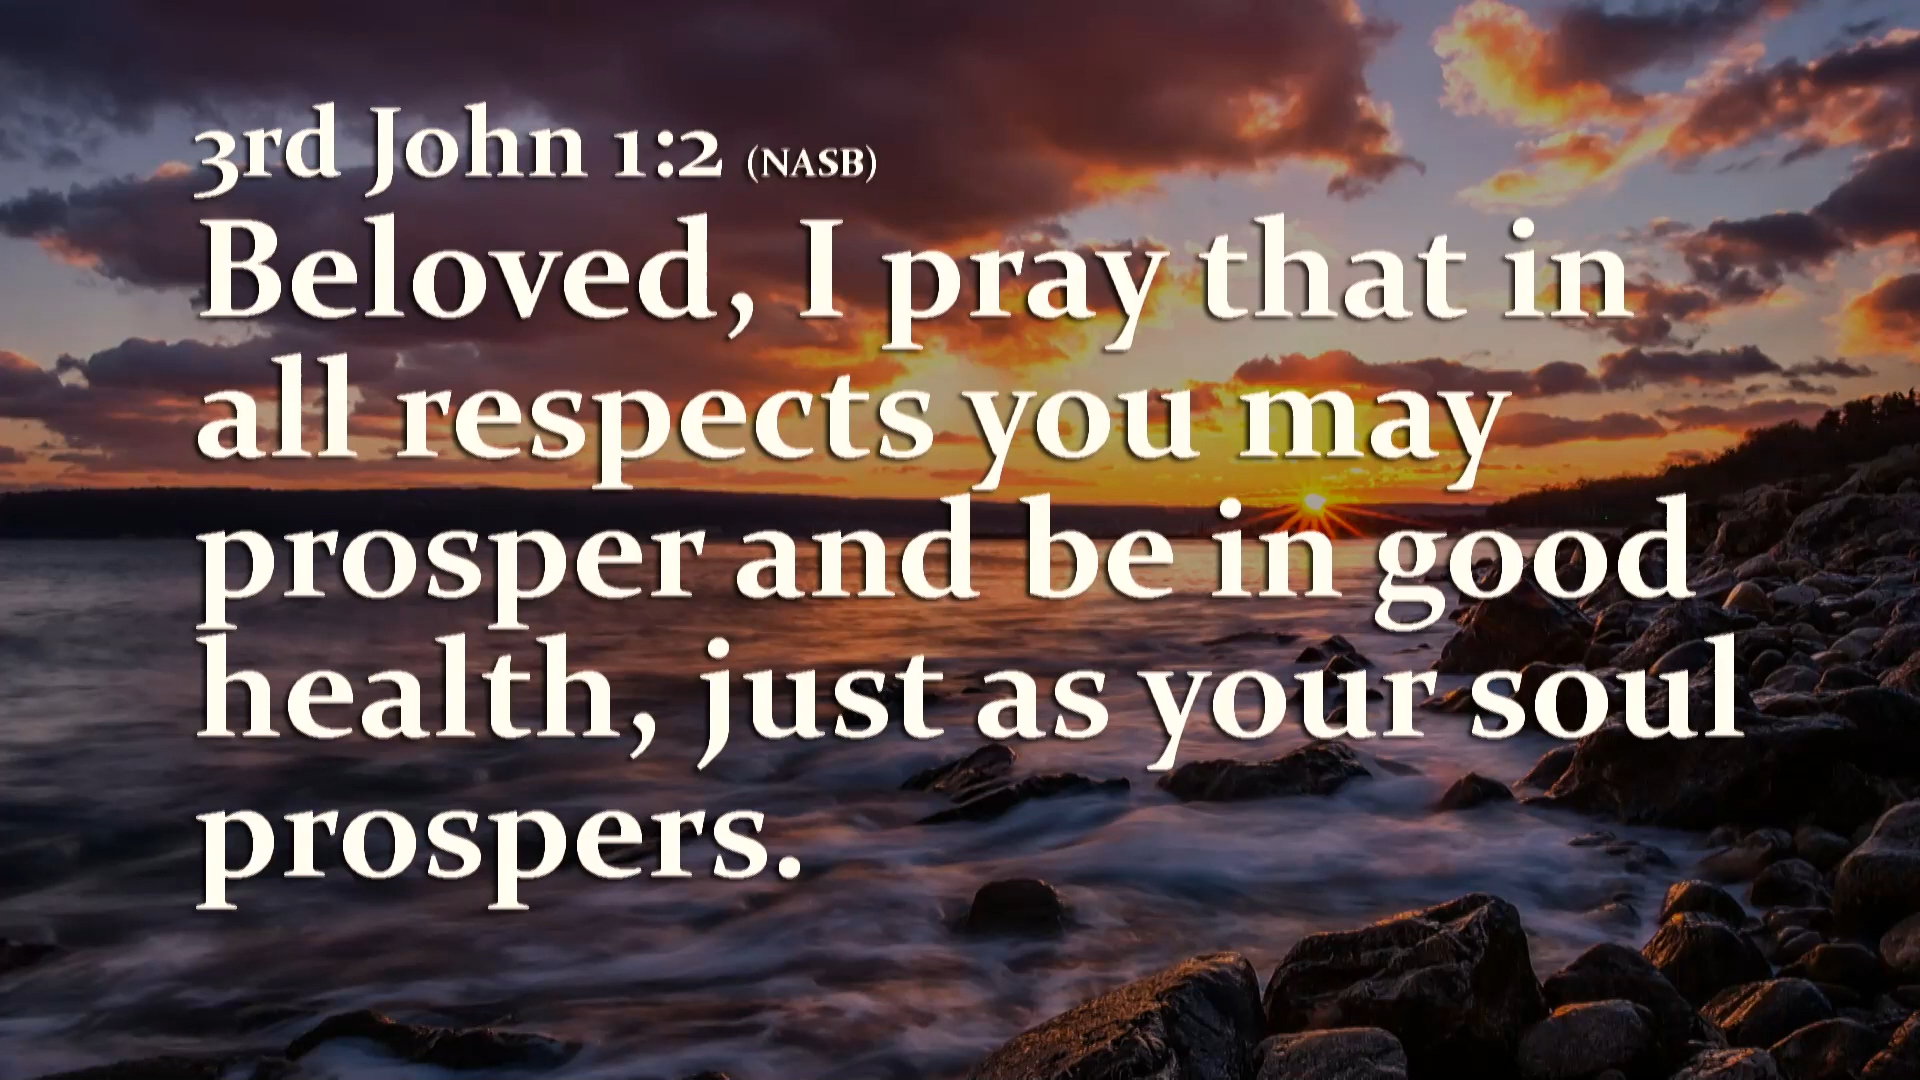 3rd John 1:2 (NASB)
Beloved, I pray that in
all respects you may
prosper and be in good
health, just as your soul
prospers.